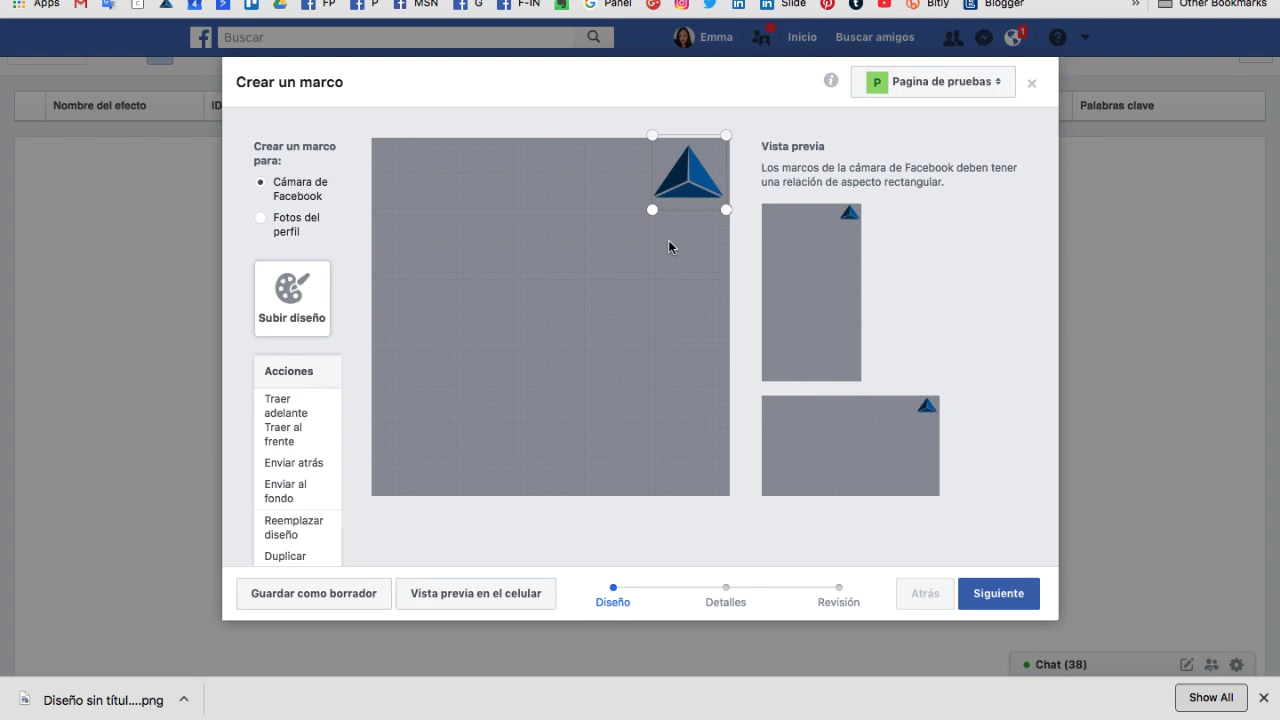 Apps FP P MSN G F-IN Panel Slide Bitly Blogger » Other Bookmarks
Buscar Emma Inicio Buscar amigos 1 ?
Crear un marco i P Pagina de pruebas ×
Nombre del efecto ID Palabras clave
Crear un marco
para:
Cámara de
Facebook
Fotos del
perfil
Subir diseño
Acciones
Traer
adelante
Traer al
frente
Enviar atrás
Enviar al
fondo
Reemplazar
diseño
Duplicar
Vista previa
Los marcos de la cámara de Facebook deben tener
una relación de aspecto rectangular.
Guardar como borrador Vista previa en el celular Diseño Detalles Revisión Atrás Siguiente
Chat (38)
Diseño sin títul....png Show All ×